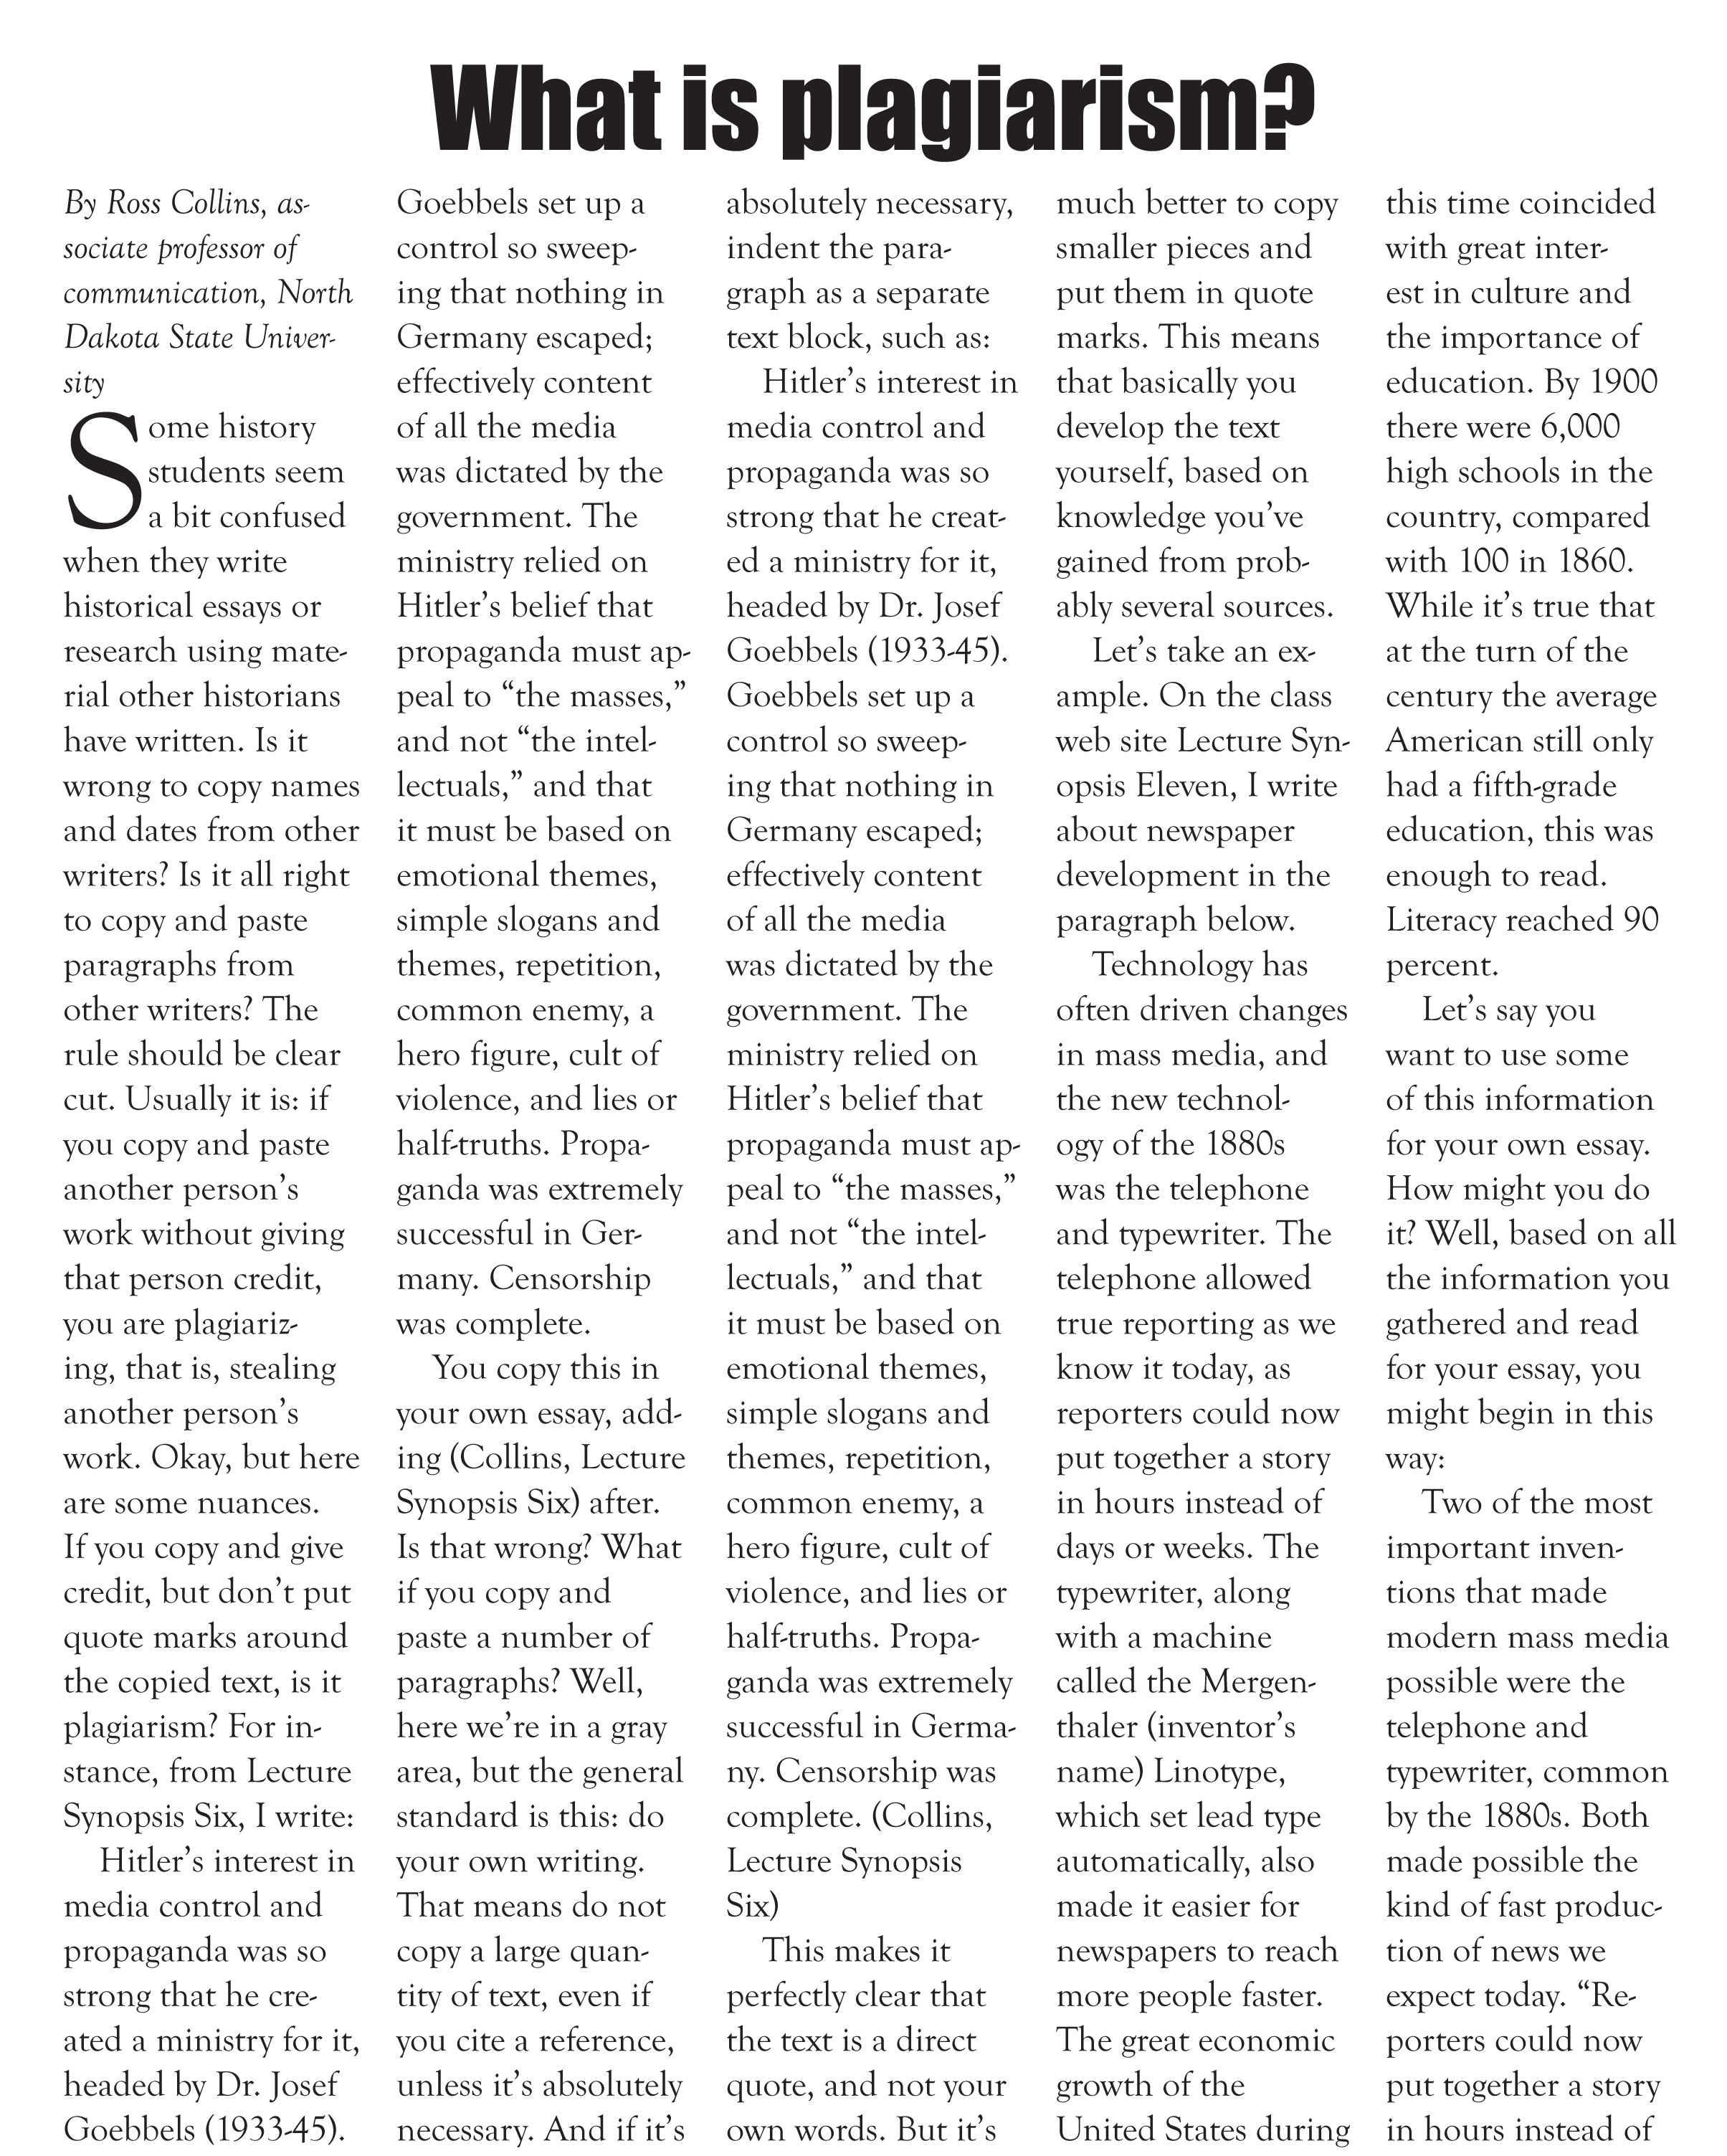 What is plagiarism?
By Ross Collins, as-
sociate professor of
communication, North
Dakota State Univer-
sity
Some history
students seem
a bit confused
when they write
historical essays or
research using mate-
rial other historians
have written. Is it
wrong to copy names
and dates from other
writers? Is it all right
to copy and paste
paragraphs from
other writers? The
rule should be clear
cut. Usually it is: if
you copy and paste
another person’s
work without giving
that person credit,
you are plagiariz-
ing, that is, stealing
another person’s
work. Okay, but here
are some nuances.
If you copy and give
credit, but don’t put
quote marks around
the copied text, is it
plagiarism? For in-
stance, from Lecture
Synopsis Six, I write:
Hitler’s interest in
media control and
propaganda was so
strong that he cre-
ated a ministry for it,
headed by Dr. Josef
Goebbels (1933-45).
Goebbels set up a
control so sweep-
ing that nothing in
Germany escaped;
effectively content
of all the media
was dictated by the
government. The
ministry relied on
Hitler’s belief that
propaganda must ap-
peal to “the masses,”
and not “the intel-
lectuals,” and that
it must be based on
emotional themes,
simple slogans and
themes, repetition,
common enemy, a
hero figure, cult of
violence, and lies or
half-truths. Propa-
ganda was extremely
successful in Ger-
many. Censorship
was complete.
You copy this in
your own essay, add-
ing (Collins, Lecture
Synopsis Six) after.
Is that wrong? What
if you copy and
paste a number of
paragraphs? Well,
here we’re in a gray
area, but the general
standard is this: do
your own writing.
That means do not
copy a large quan-
tity of text, even if
you cite a reference,
unless it’s absolutely
necessary. And if it’s
absolutely necessary,
indent the para-
graph as a separate
text block, such as:
Hitler’s interest in
media control and
propaganda was so
strong that he creat-
ed a ministry for it,
headed by Dr. Josef
Goebbels (1933-45).
Goebbels set up a
control so sweep-
ing that nothing in
Germany escaped;
effectively content
of all the media
was dictated by the
government. The
ministry relied on
Hitler’s belief that
propaganda must ap-
peal to “the masses,”
and not “the intel-
lectuals,” and that
it must be based on
emotional themes,
simple slogans and
themes, repetition,
common enemy, a
hero figure, cult of
violence, and lies or
half-truths. Propa-
ganda was extremely
successful in Germa-
ny. Censorship was
complete. (Collins,
Lecture Synopsis
Six)
This makes it
perfectly clear that
the text is a direct
quote, and not your
own words. But it’s
much better to copy
smaller pieces and
put them in quote
marks. This means
that basically you
develop the text
yourself, based on
knowledge you’ve
gained from prob-
ably several sources.
Let’s take an ex-
ample. On the class
web site Lecture Syn-
opsis Eleven, I write
about newspaper
development in the
paragraph below.
Technology has
often driven changes
in mass media, and
the new technol-
ogy of the 1880s
was the telephone
and typewriter. The
telephone allowed
true reporting as we
know it today, as
reporters could now
put together a story
in hours instead of
days or weeks. The
typewriter, along
with a machine
called the Mergen-
thaler (inventor’s
name) Linotype,
which set lead type
automatically, also
made it easier for
newspapers to reach
more people faster.
The great economic
growth of the
United States during
this time coincided
with great inter-
est in culture and
the importance of
education. By 1900
there were 6,000
high schools in the
country, compared
with 100 in 1860.
While it’s true that
at the turn of the
century the average
American still only
had a fifth-grade
education, this was
enough to read.
Literacy reached 90
percent.
Let’s say you
want to use some
of this information
for your own essay.
How might you do
it? Well, based on all
the information you
gathered and read
for your essay, you
might begin in this
way:
Two of the most
important inven-
tions that made
modern mass media
possible were the
telephone and
typewriter, common
by the 1880s. Both
made possible the
kind of fast produc-
tion of news we
expect today. “Re-
porters could now
put together a story
in hours instead of